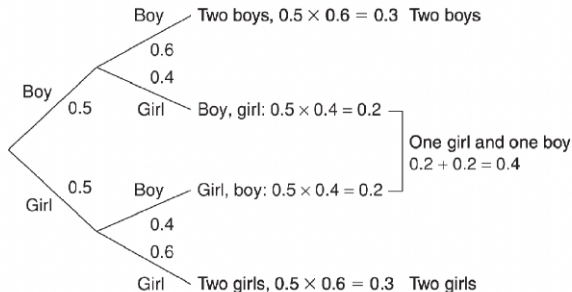 Boy Two boys, 0.5 × 0.6 = 0.3 Two boys
0.6
0.4
Boy
0.5
Girl Boy, girl: 0.5 × 0.4 = 0.2
One girl and one boy
0.2 + 0.2 = 0.4
0.5
Girl
Boy Girl, boy: 0.5 × 0.4 = 0.2
0.4
0.6
Girl Two girls, 0.5 × 0.6 = 0.3 Two girls